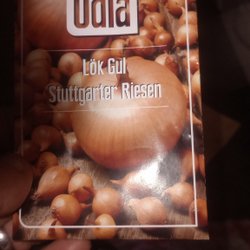 Odla
Lök Gul
Stuttgarter Riesen